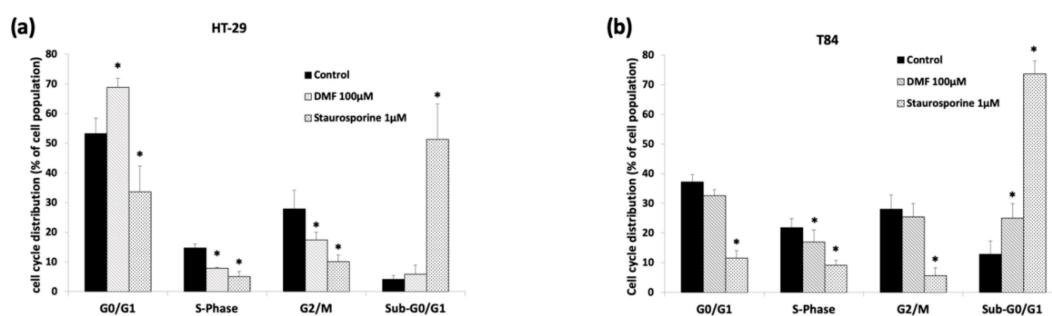 (a)
HT-29
cell cycle distribution (% of cell population)
80
70
60
50
40
30
20
10
0
Control
DMF 100µM
Staurosporine 1µM
*
*
*
*
*
*
*
G0/G1
S-Phase
G2/M
Sub-G0/G1
(b)
T84
Cell cycle distribution (% of cell population)
80
70
60
50
40
30
20
10
0
Control
DMF 100µM
Staurosporine 1µM
*
*
*
*
*
*
G0/G1
S-Phase
G2/M
Sub-G0/G1